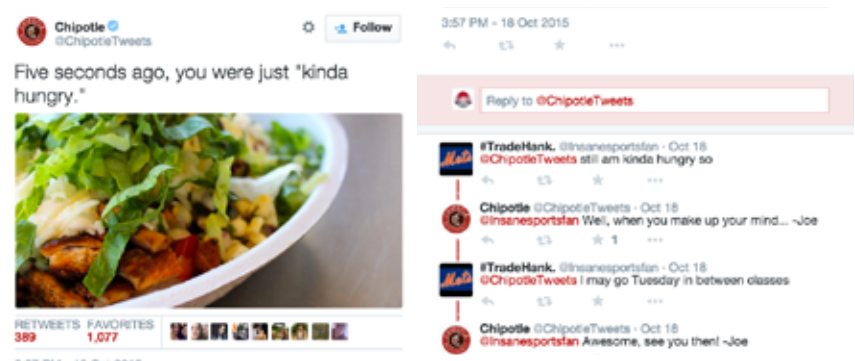 Chipotle
@ChipotleTweets
Follow
Five seconds ago, you were just "kinda
hungry."
RETWEETS FAVORITES
389 1,077
3:57 PM - 18 Oct 2015
Reply to @ChipotleTweets
#TradeHank. @Insanesportsfan · Oct 18
@ChipotleTweets still am kinda hungry so
Chipotle @ChipotleTweets · Oct 18
@Insanesportsfan Well, when you make up your mind... -Joe
1
#TradeHank. @Insanesportsfan · Oct 18
@ChipotleTweets I may go Tuesday in between classes
Chipotle @ChipotleTweets · Oct 18
@Insanesportsfan Awesome, see you then! -Joe
Mets
Mets